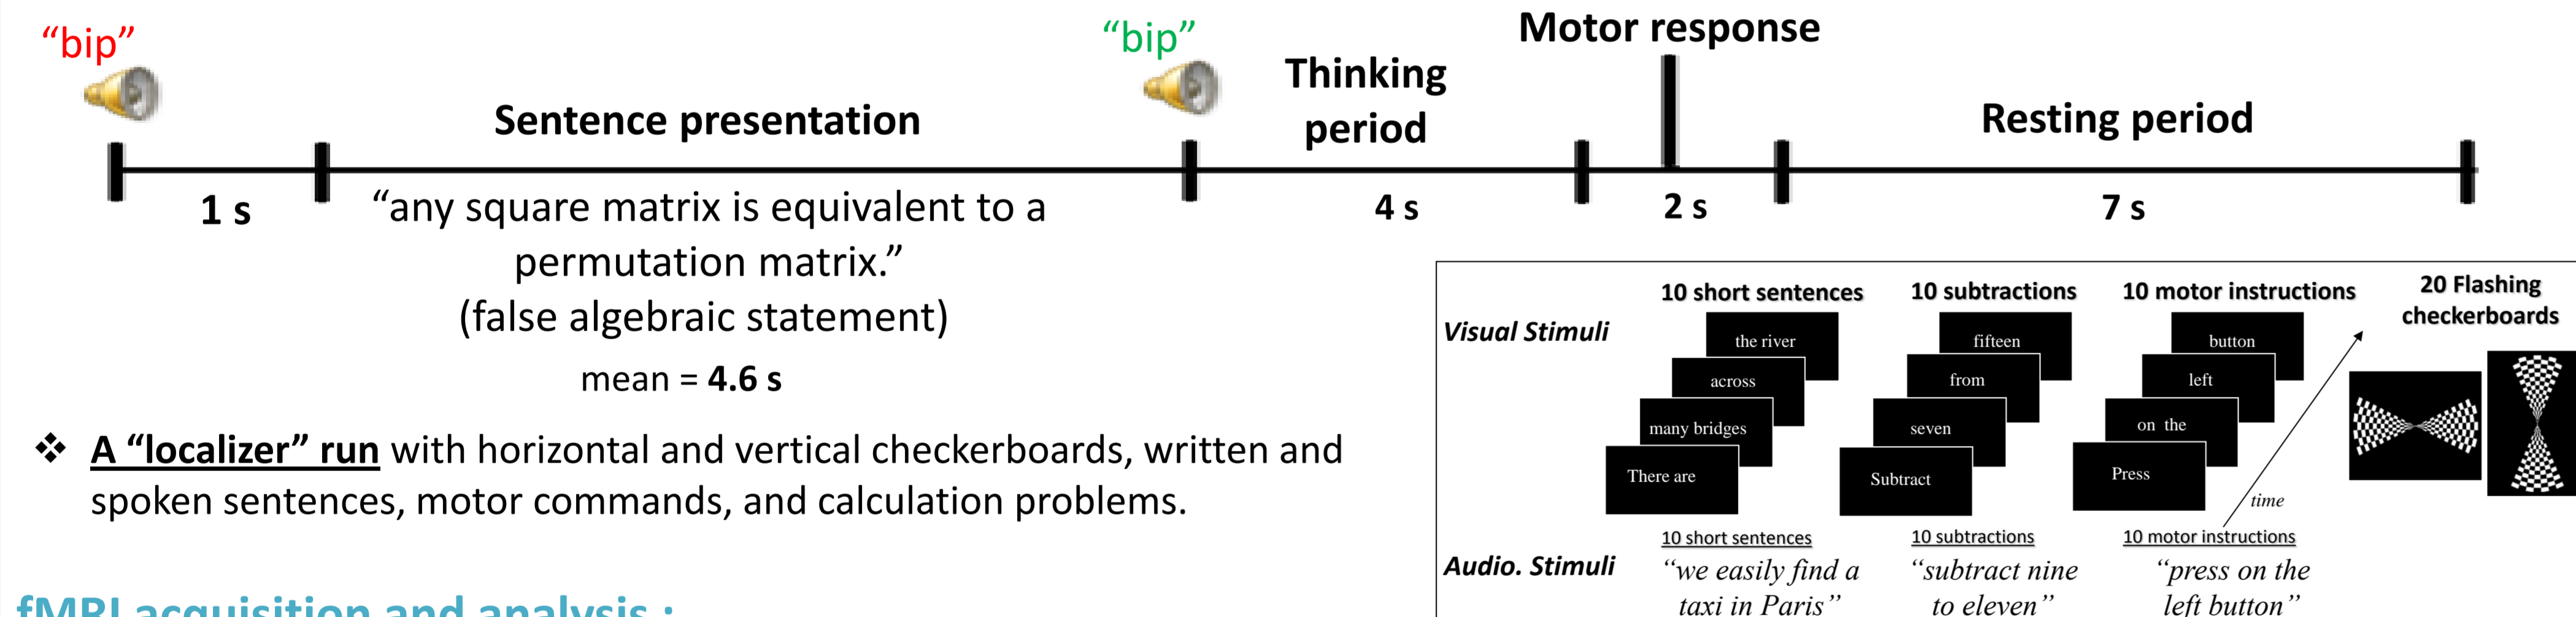 “bip”
“bip”
Motor response
Thinking
period
Sentence presentation
Resting period
1 s
4 s
2 s
7 s
“any square matrix is equivalent to a
permutation matrix.”
(false algebraic statement)
mean = 4.6 s
❖ A “localizer” run with horizontal and vertical checkerboards, written and
spoken sentences, motor commands, and calculation problems.
fMRI acquisition and analysis :
10 short sentences
10 subtractions
10 motor instructions
20 Flashing
checkerboards
Visual Stimuli
the river
across
many bridges
There are
fifteen
from
seven
Subtract
button
left
on the
Press
time
Audio. Stimuli
10 short sentences
“we easily find a
taxi in Paris”
10 subtractions
“subtract nine
to eleven”
10 motor instructions
“press on the
left button”